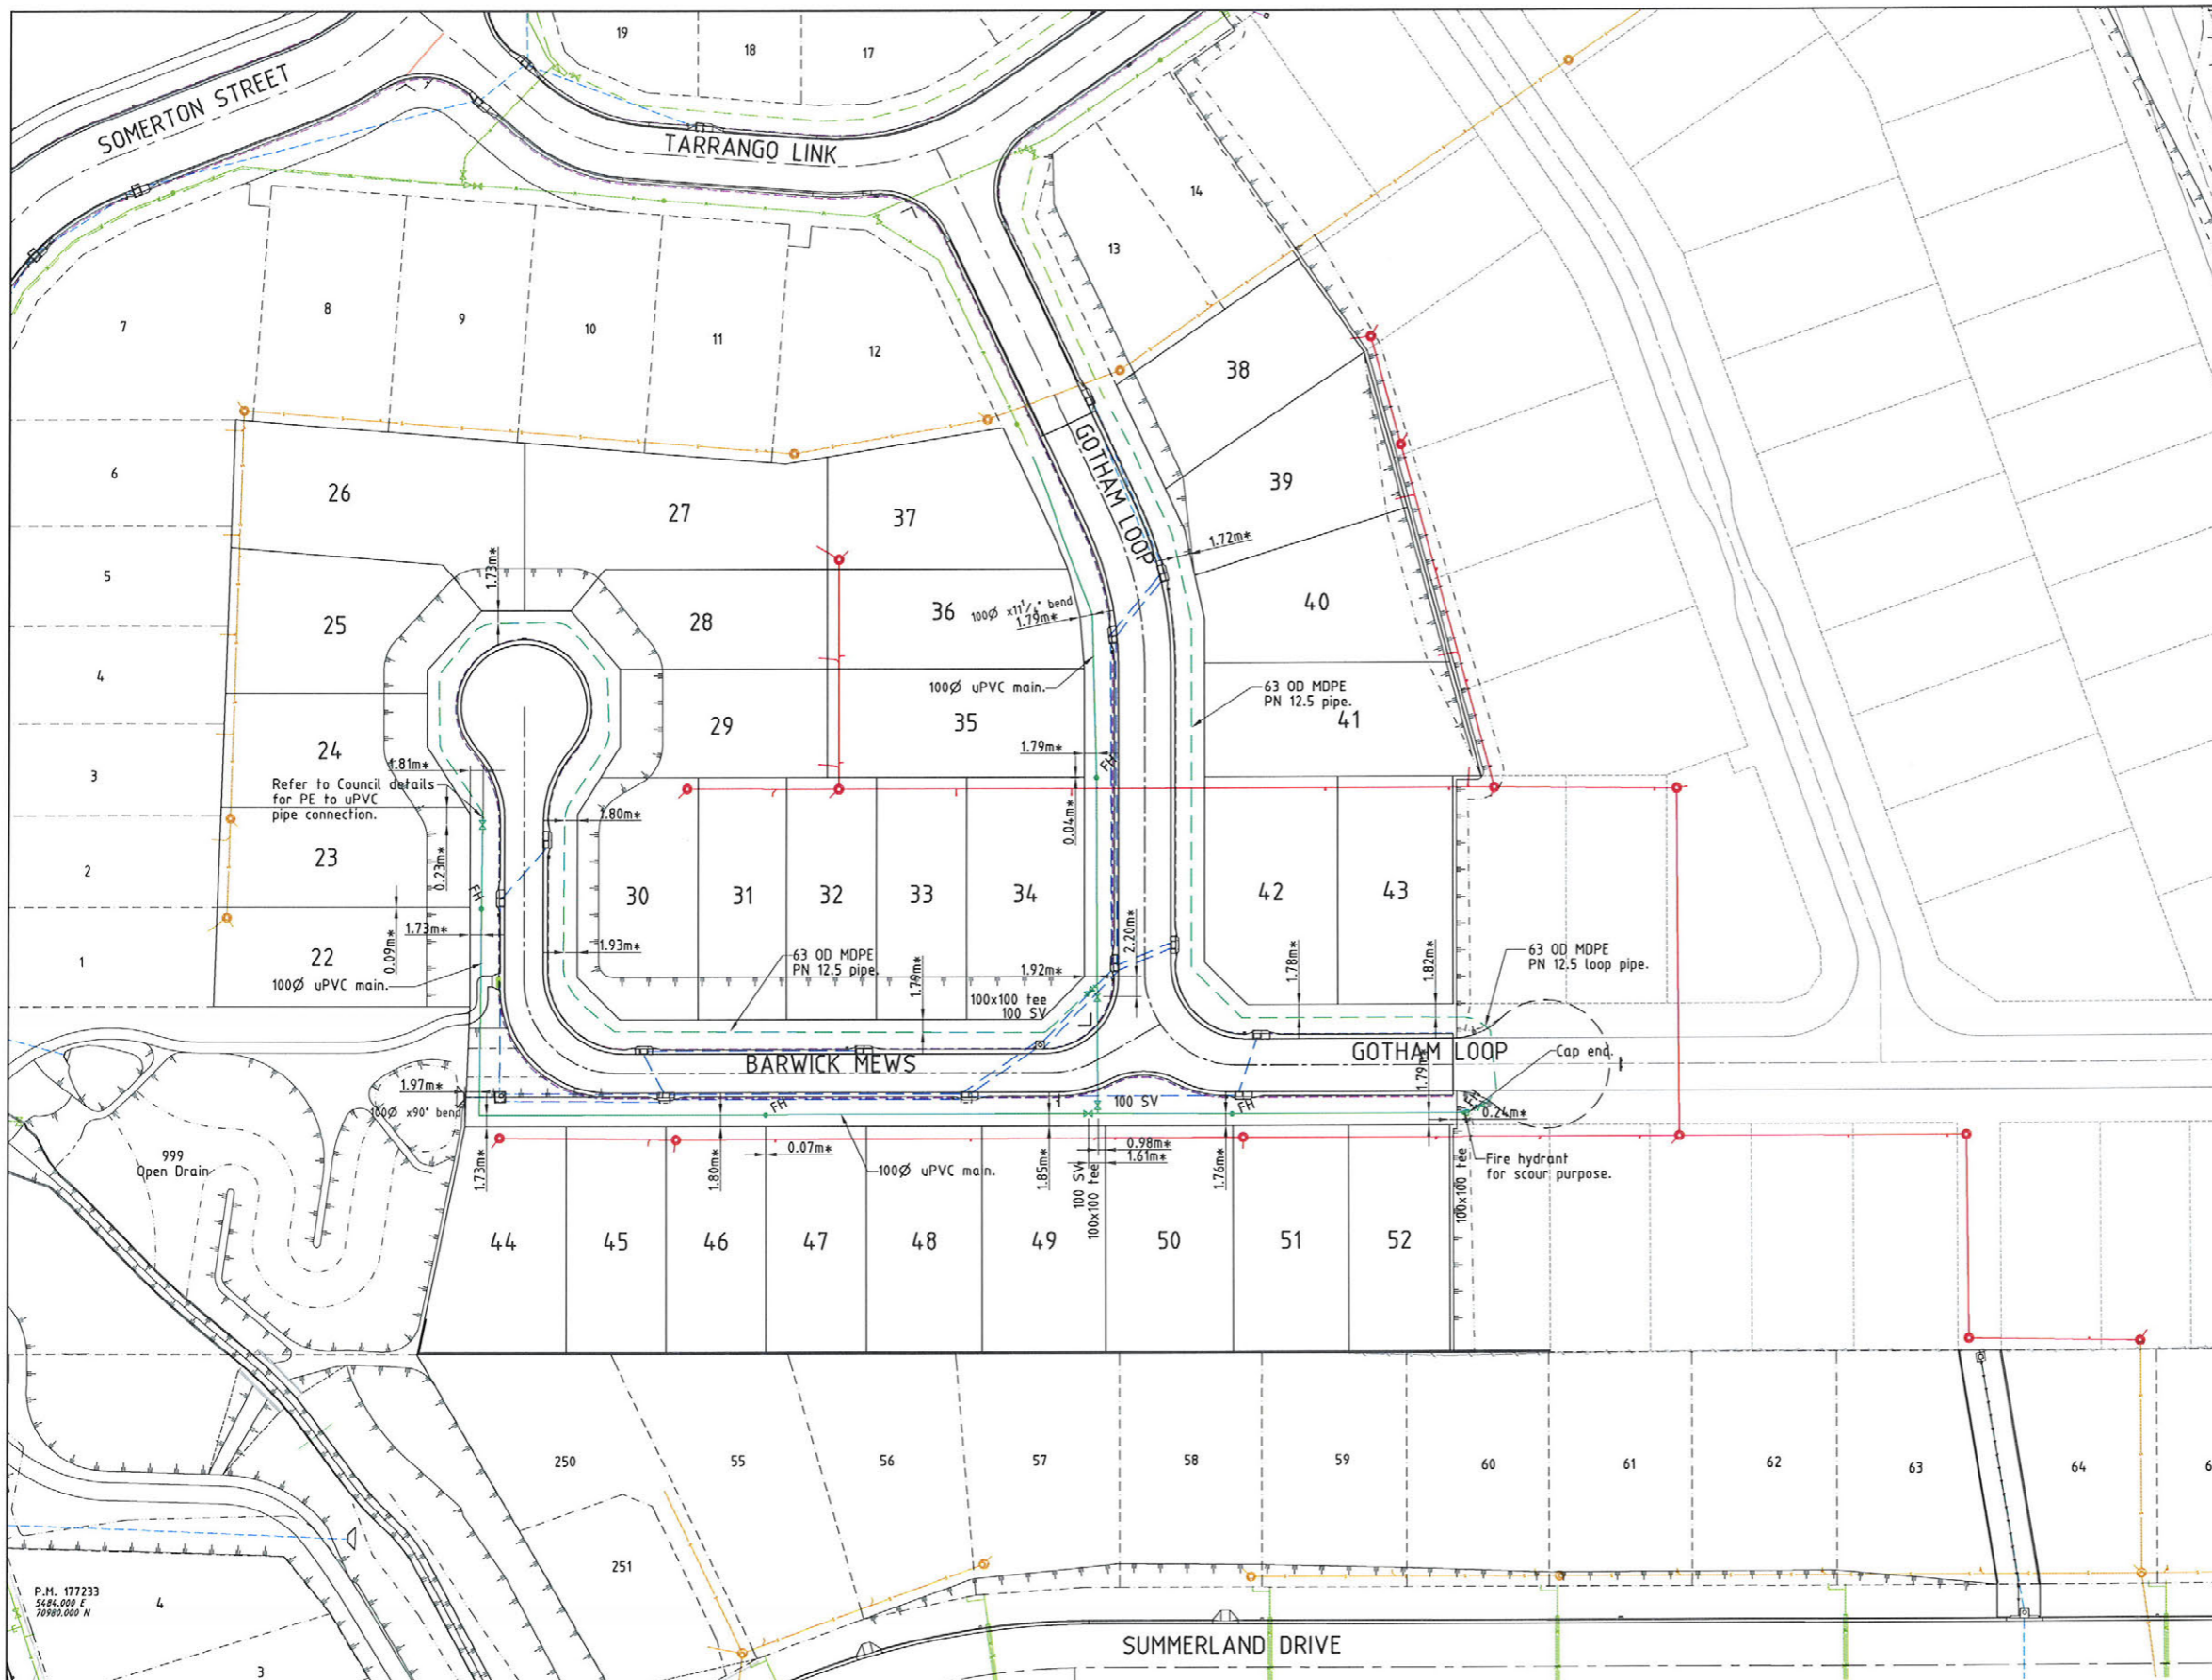 19
18
17
SOMERTON STREET
TARRANGO LINK
14
13
7
8
9
10
11
12
38
GOTHAM LOOP
6
26
27
37
39
1.73m*
1.72m*
5
25
28
36
100Ø x11¹/₄° bend
1.79m*
40
4
100Ø uPVC main.
63 OD MDPE
PN 12.5 pipe.
41
24
29
35
3
1.81m*
1.79m*
FH
Refer to Council details
for PE to uPVC
pipe connection.
1.80m*
0.04m*
23
0.23m*
2
FH
30
31
32
33
34
42
43
1.73m*
0.09m*
1.93m*
2.20m*
1
22
100Ø uPVC main.
63 OD MDPE
PN 12.5 pipe.
1.79m*
1.92m*
1.78m*
1.82m*
63 OD MDPE
PN 12.5 loop pipe.
100x100 tee
100 SV
BARWICK MEWS
GOTHAM LOOP
Cap end.
1.97m*
100Ø x90° bend
FH
100 SV
FH
1.79m*
0.24m*
999
Open Drain
1.73m*
1.80m*
0.07m*
100Ø uPVC main.
1.85m*
0.98m*
1.61m*
100 SV
100x100 tee
1.76m*
100x100 tee
Fire hydrant
for scour purpose.
44
45
46
47
48
49
50
51
52
250
55
56
57
58
59
60
61
62
63
64
251
P.M. 177233
5484.000 E
70980.000 N
4
3
SUMMERLAND DRIVE